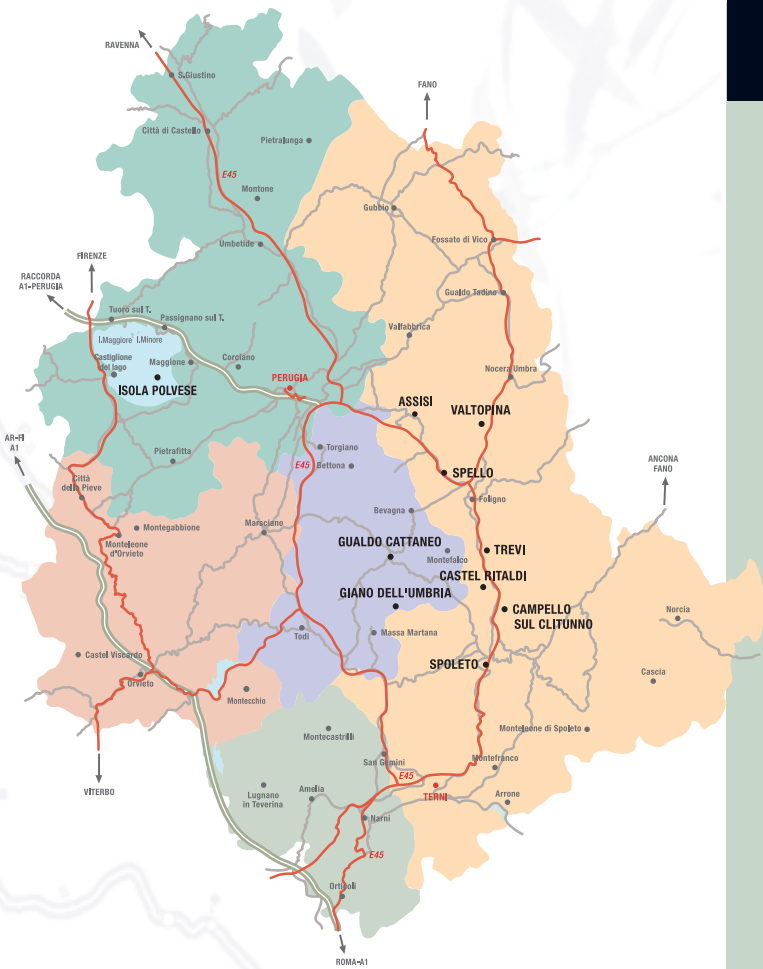 RAVENNA
S.Giustino
FANO
Città di Castello
Pietralunga
E45
Montone
Gubbio
Umbetide
Fossato di Vico
FIRENZE
RACCORDA
A1-PERUGIA
Gualdo Tadino
Tuoro sul T.
Passignano sul T.
Valfabbrica
I.Maggiore
I.Minore
Castiglione
del lago
Maggione
Corciano
Nocera Umbra
PERUGIA
ISOLA POLVESE
ASSISI
VALTOPINA
AR-FI
A1
Torgiano
Pietrafitta
E45
Bettona
ANCONA
FANO
SPELLO
Città
della Pieve
Foligno
Bevagna
Montegabbione
Marsciano
Monteleone
d'Orvieto
GUALDO CATTANEO
Montefalco
TREVI
CASTEL RITALDI
GIANO DELL'UMBRIA
CAMPELLO
SUL CLITUNNO
Norcia
Todi
Massa Martana
Castel Viscardo
SPOLETO
Orvieto
Cascia
Montecchio
Montecastrilli
Monteleone di Spoleto
San Gemini
Montefranco
E45
VITERBO
Lugnano
in Teverina
Amelia
TERNI
Arrone
Narni
E45
Orticoli
ROMA-A1